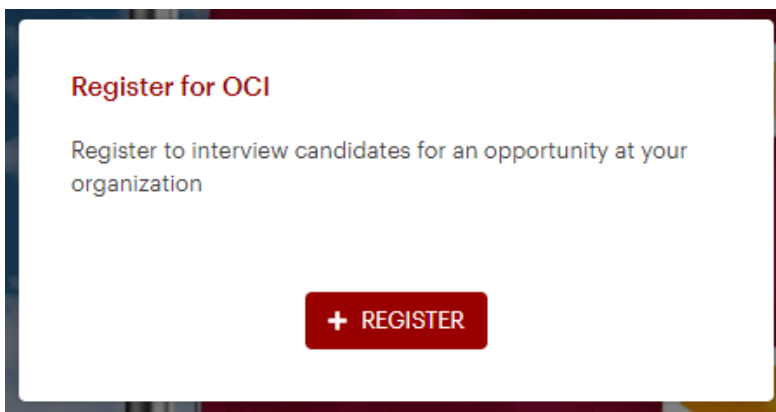 Register for OCI
Register to interview candidates for an opportunity at your
organization
+ REGISTER